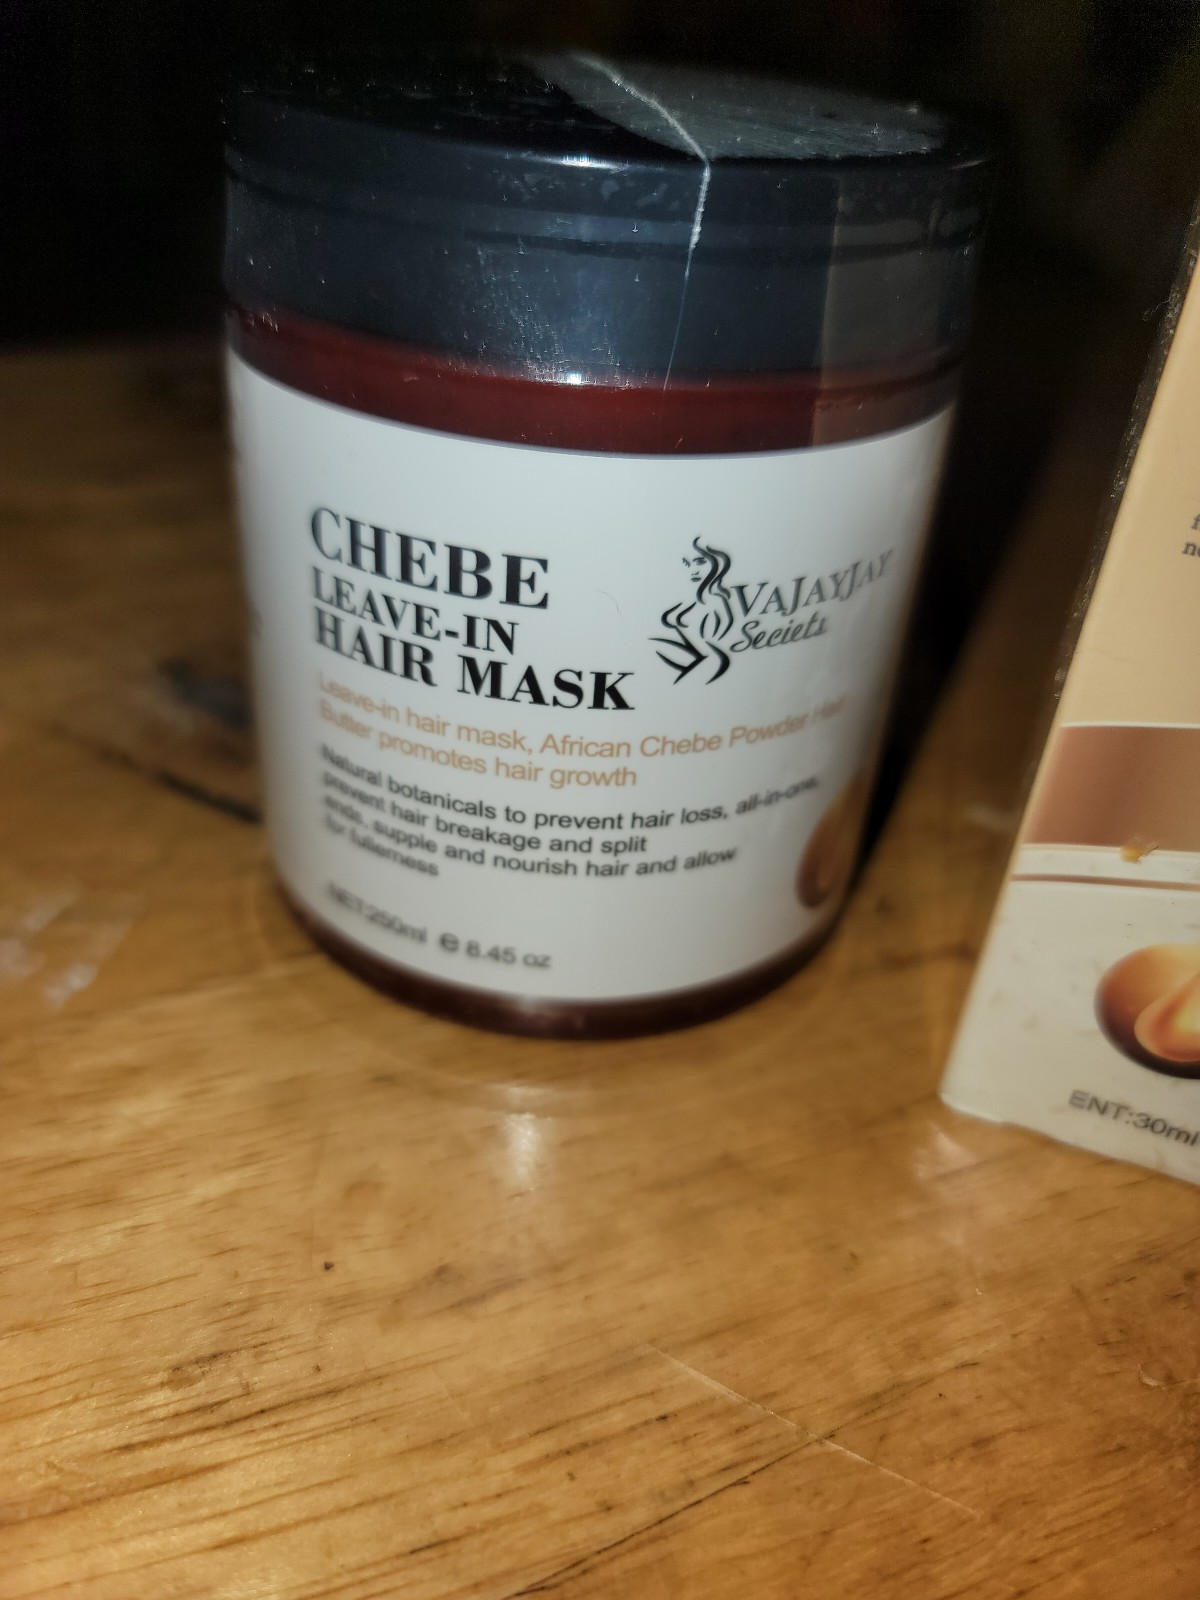 CHEBE
LEAVE-IN
HAIR MASK
VAJAYJAY
Seciets
Leave-in hair mask, African Chebe Powder Hair
Butter promotes hair growth
Natural botanicals to prevent hair loss, all-in-one,
prevent hair breakage and split
ends, supple and nourish hair and allow
for fullerness
NET:250ml e 8.45 oz
ENT:30ml